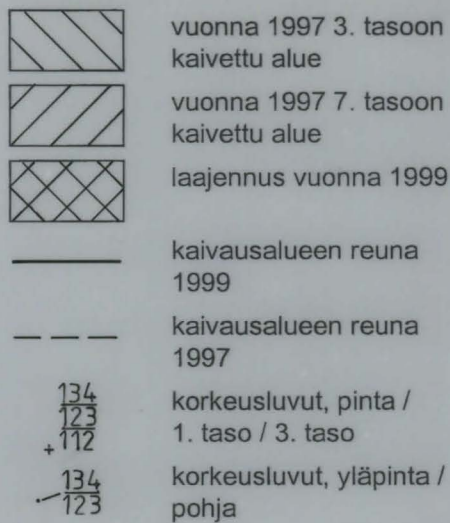 vuonna 1997 3. tasoon
kaivettu alue
vuonna 1997 7. tasoon
kaivettu alue
laajennus vuonna 1999
kaivausalueen reuna
1999
kaivausalueen reuna
1997
134
123
+ 112
korkeusluvut, pinta /
1. taso / 3. taso
134
123
korkeusluvut, yläpinta /
pohja